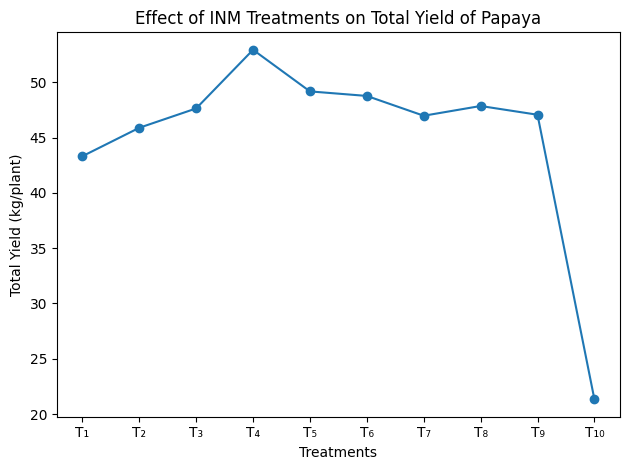 Effect of INM Treatments on Total Yield of Papaya
Total Yield (kg/plant)
50
45
40
35
30
25
20
T₁ T₂ T₃ T₄ T₅ T₆ T₇ T₈ T₉ T₁₀
Treatments